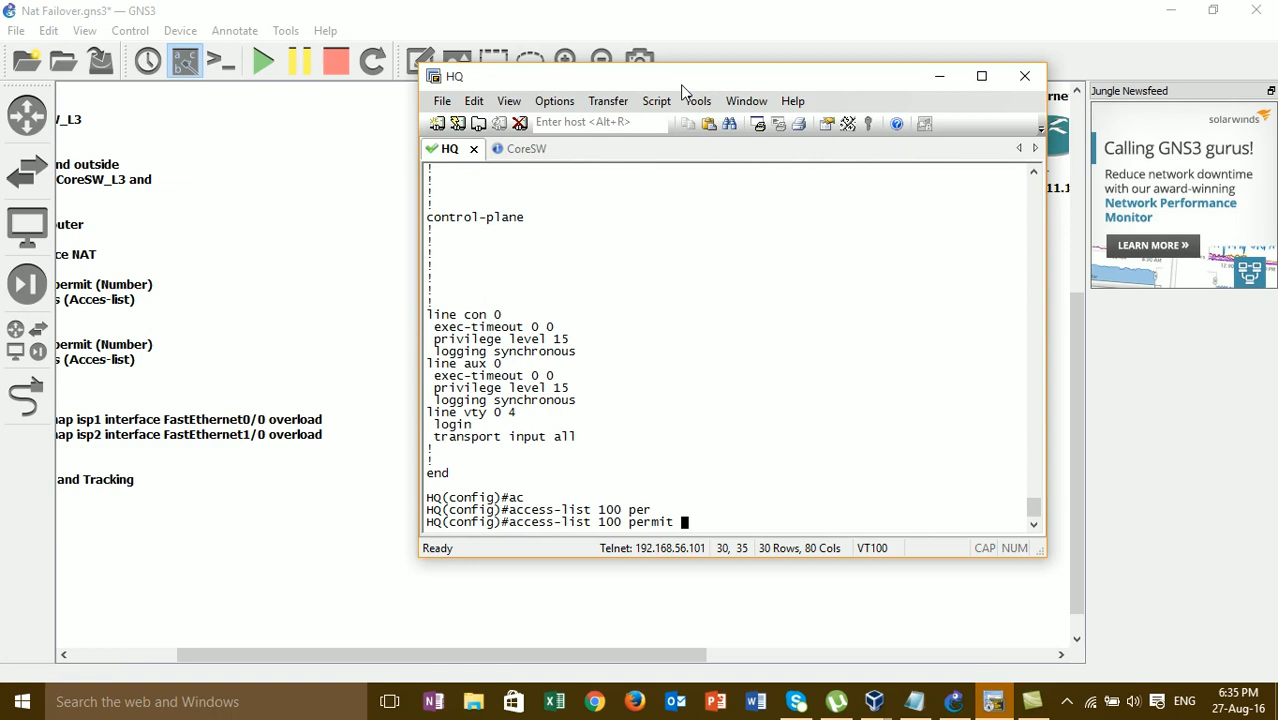 Nat Failover.gns3* — GNS3
File Edit View Control Device Annotate Tools Help
_L3
nd outside
CoreSW_L3 and
uter
ce NAT
permit (Number)
s (Acces-list)
permit (Number)
s (Acces-list)
nap isp1 interface FastEthernet0/0 overload
nap isp2 interface FastEthernet1/0 overload
and Tracking
HQ
File Edit View Options Transfer Script Tools Window Help
Enter host <Alt+R>
HQ CoreSW
!
!
!
!
control-plane
!
!
!
!
!
!
!
line con 0
exec-timeout 0 0
privilege level 15
logging synchronous
line aux 0
exec-timeout 0 0
privilege level 15
logging synchronous
line vty 0 4
login
transport input all
!
!
end
HQ(config)#ac
HQ(config)#access-list 100 per
HQ(config)#access-list 100 permit
Ready Telnet: 192.168.56.101 30, 35 30 Rows, 80 Cols VT100 CAP NUM
erne
11.1
Jungle Newsfeed
solarwinds
Calling GNS3 gurus!
Reduce network downtime
with our award-winning
Network Performance
Monitor
LEARN MORE »
Search the web and Windows
ENG
6:35 PM
27-Aug-16